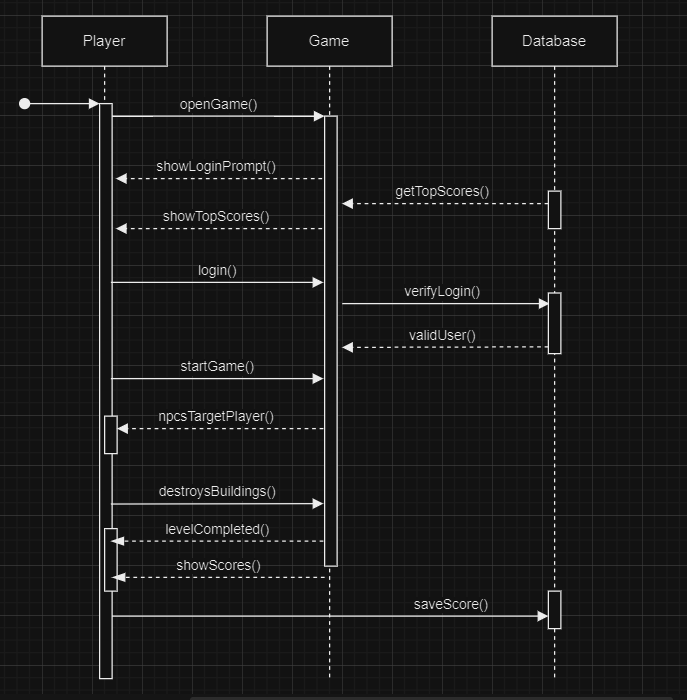 Player
Game
Database
openGame()
showLoginPrompt()
getTopScores()
showTopScores()
login()
verifyLogin()
validUser()
startGame()
npcsTargetPlayer()
destroysBuildings()
levelCompleted()
showScores()
saveScore()